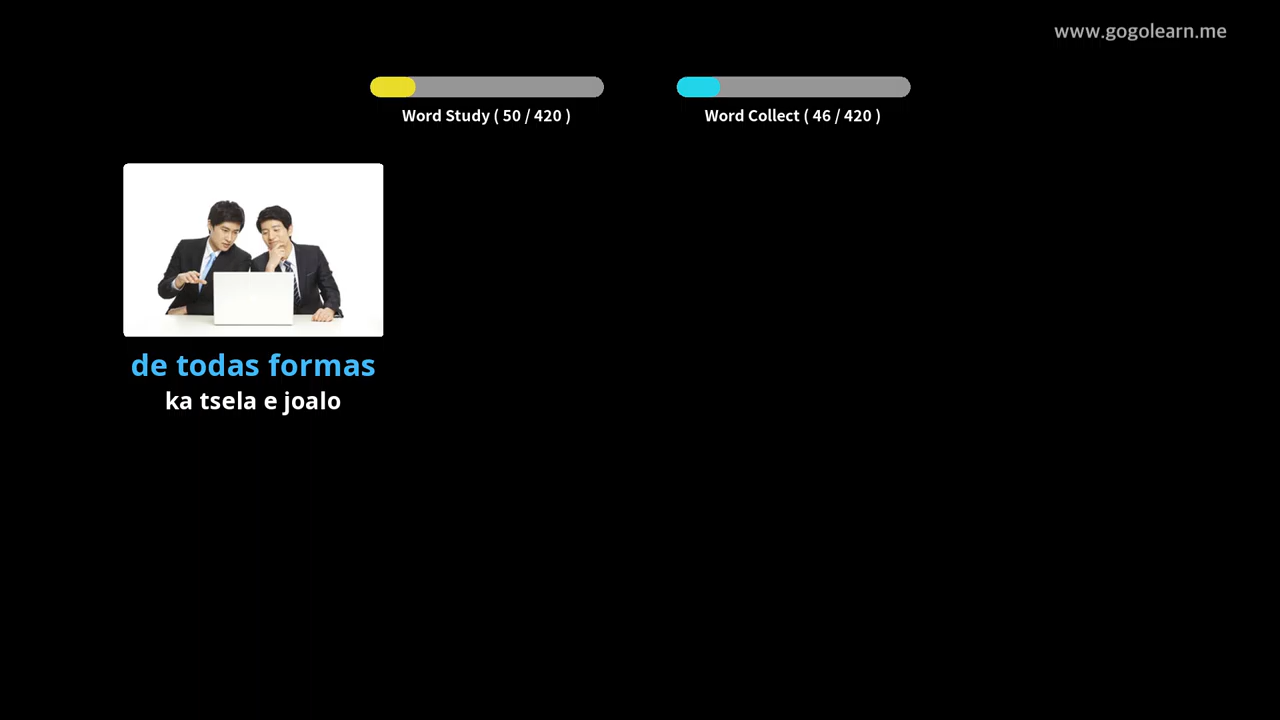 www.gogolearn.me
Word Study ( 50 / 420 )
Word Collect ( 46 / 420 )
de todas formas
ka tsela e joalo